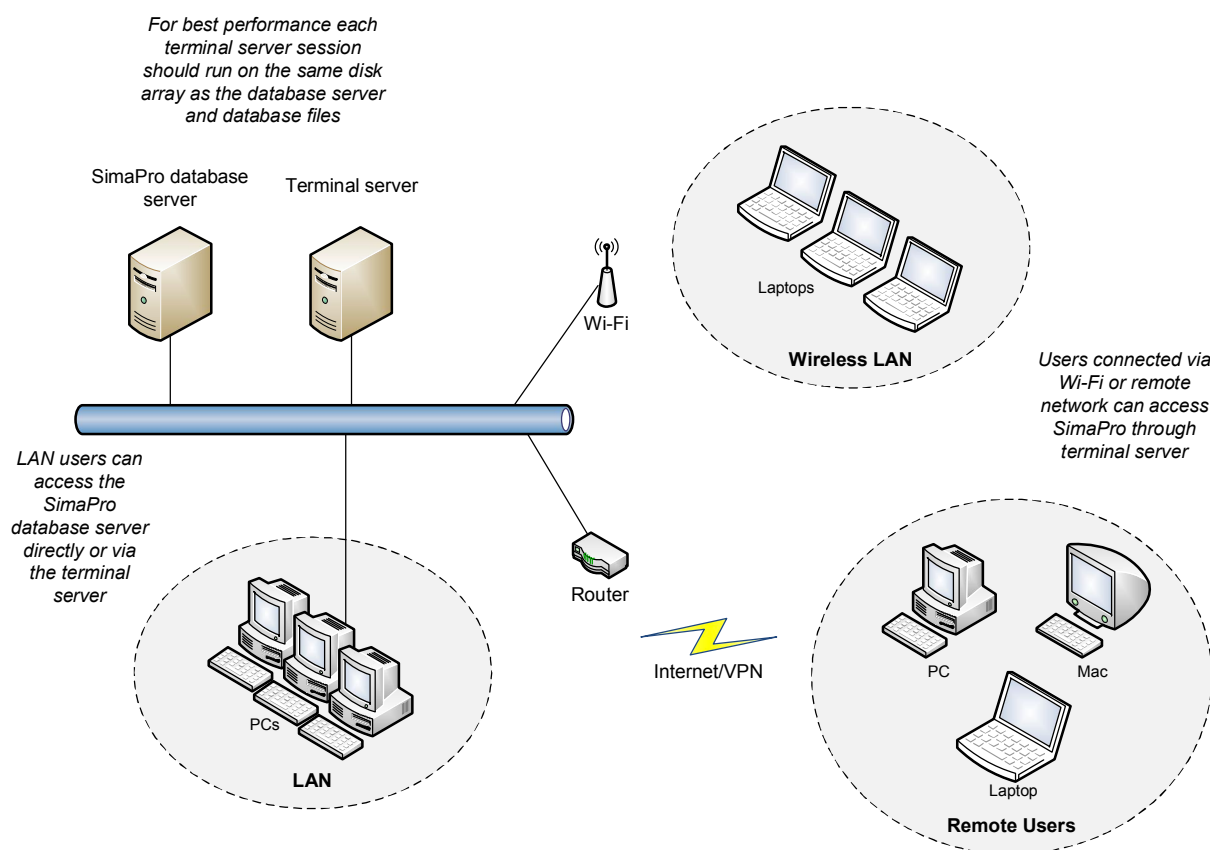 For best performance each
terminal server session
should run on the same disk
array as the database server
and database files
SimaPro database
server
Terminal server
Wi-Fi
Laptops
Wireless LAN
Users connected via
Wi-Fi or remote
network can access
SimaPro through
terminal server
LAN users can
access the
SimaPro
database server
directly or via
the terminal
server
Router
Internet/VPN
PCs
LAN
PC
Mac
Laptop
Remote Users